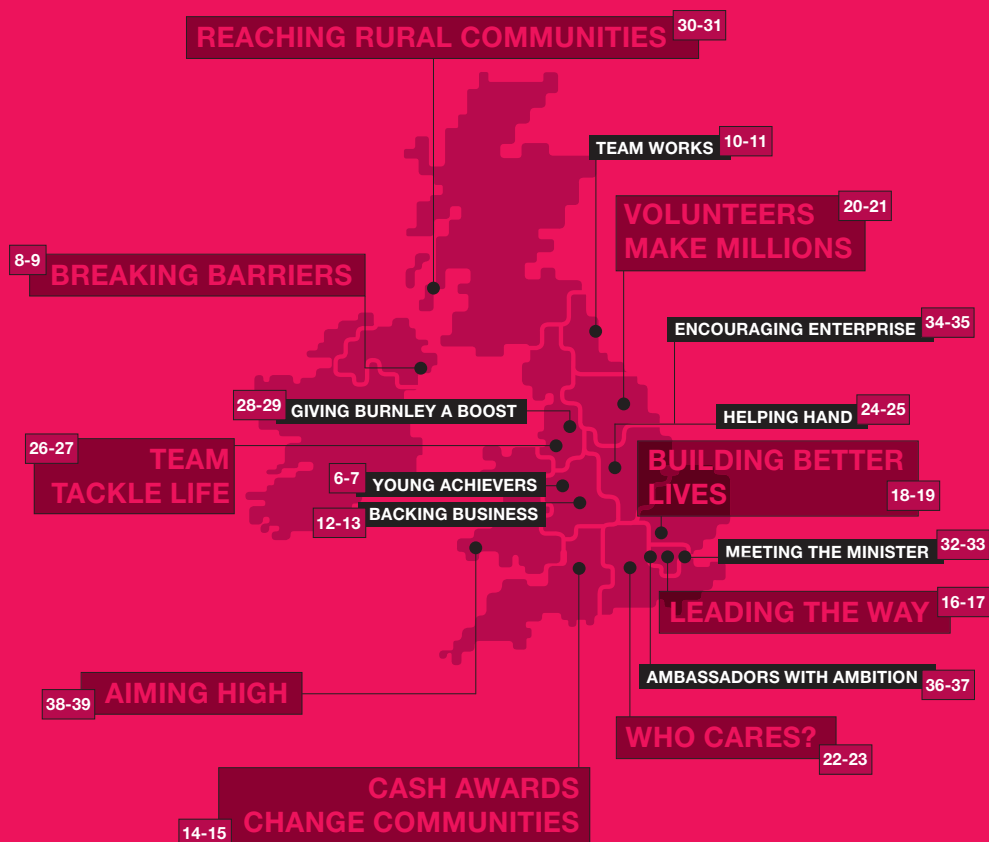 REACHING RURAL COMMUNITIES
30-31
TEAM WORKS
10-11
VOLUNTEERS
MAKE MILLIONS
20-21
8-9
BREAKING BARRIERS
ENCOURAGING ENTERPRISE
34-35
28-29
GIVING BURNLEY A BOOST
HELPING HAND
24-25
26-27
TEAM
TACKLE LIFE
BUILDING BETTER
LIVES
18-19
6-7
YOUNG ACHIEVERS
12-13
BACKING BUSINESS
MEETING THE MINISTER
32-33
LEADING THE WAY
16-17
AMBASSADORS WITH AMBITION
36-37
38-39
AIMING HIGH
WHO CARES?
22-23
CASH AWARDS
CHANGE COMMUNITIES
14-15